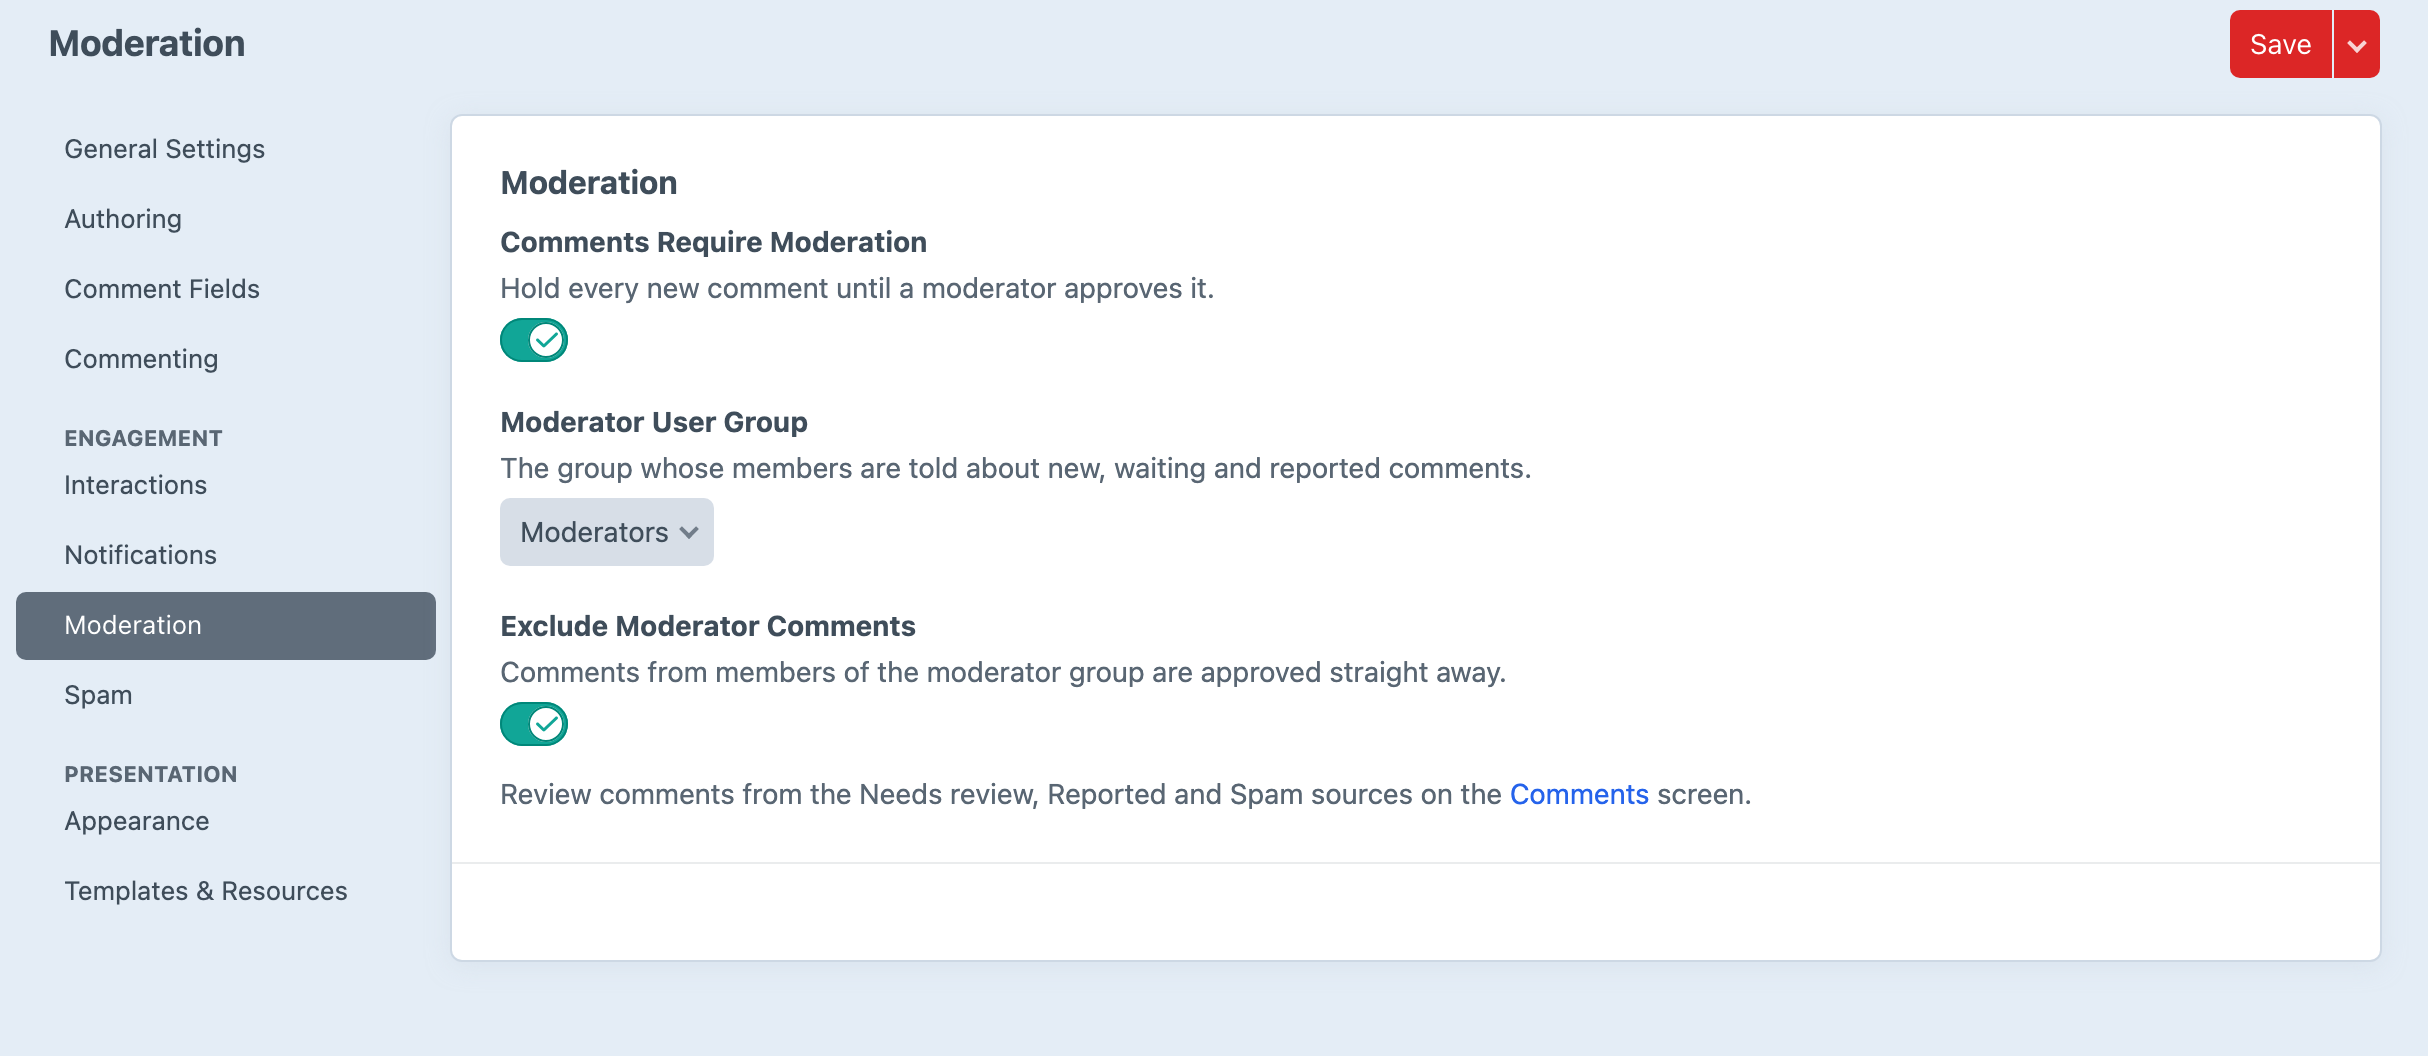 Moderation
Save
General Settings
Authoring
Comment Fields
Commenting
ENGAGEMENT
Interactions
Notifications
Moderation
Spam
PRESENTATION
Appearance
Templates & Resources
Moderation
Comments Require Moderation
Hold every new comment until a moderator approves it.
Moderator User Group
The group whose members are told about new, waiting and reported comments.
Moderators
Exclude Moderator Comments
Comments from members of the moderator group are approved straight away.
Review comments from the Needs review, Reported and Spam sources on the Comments screen.